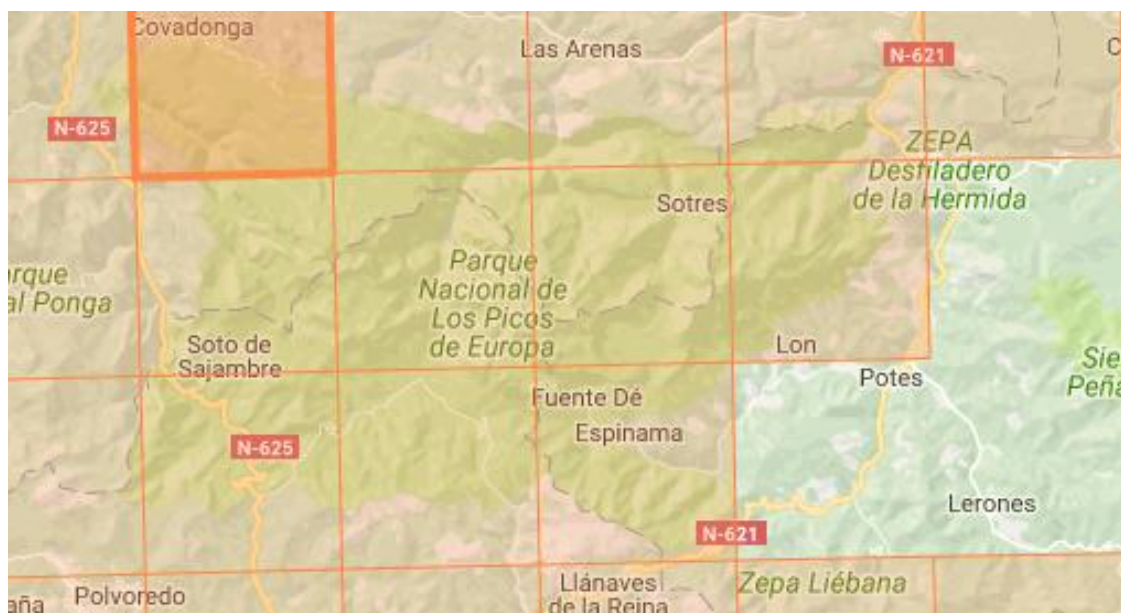 Covadonga
Las Arenas
N-621
C
N-625
ZEPA
Desfiladero
de la Hermida
Sotres
arque
al Ponga
Parque
Nacional de
Los Picos
de Europa
Soto de
Sajambre
Lon
Potes
Sie
Peña
Fuente Dé
Espinama
N-625
Lerones
N-621
Llánaves
de la Reina
Zepa Liébana
Polvoredo
aña